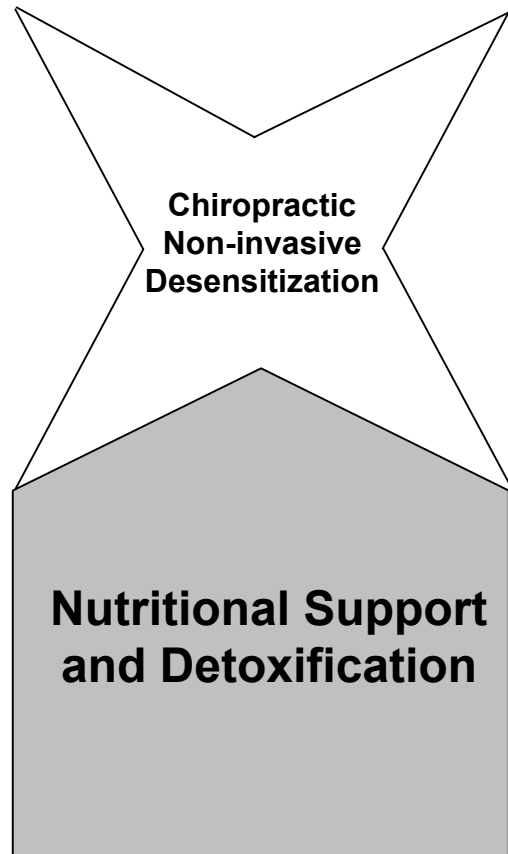 Chiropractic
Non-invasive
Desensitization
Nutritional Support
and Detoxification